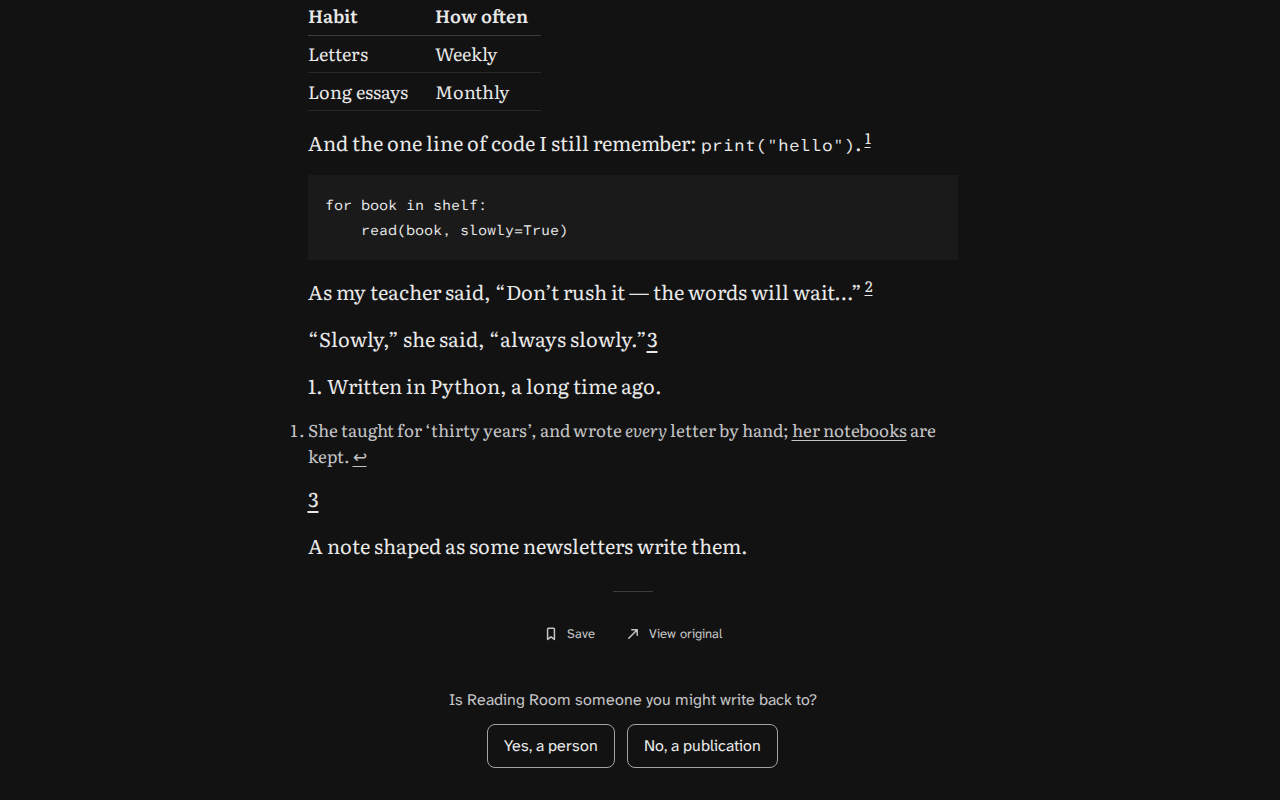 Habit How often
Letters Weekly
Long essays Monthly
And the one line of code I still remember: print("hello").1
for book in shelf:
    read(book, slowly=True)
As my teacher said, “Don’t rush it — the words will wait…” 2
“Slowly,” she said, “always slowly.”3
1. Written in Python, a long time ago.
1. She taught for ‘thirty years’, and wrote every letter by hand; her notebooks are
kept. ↩
3
A note shaped as some newsletters write them.
Save View original
Is Reading Room someone you might write back to?
Yes, a person No, a publication